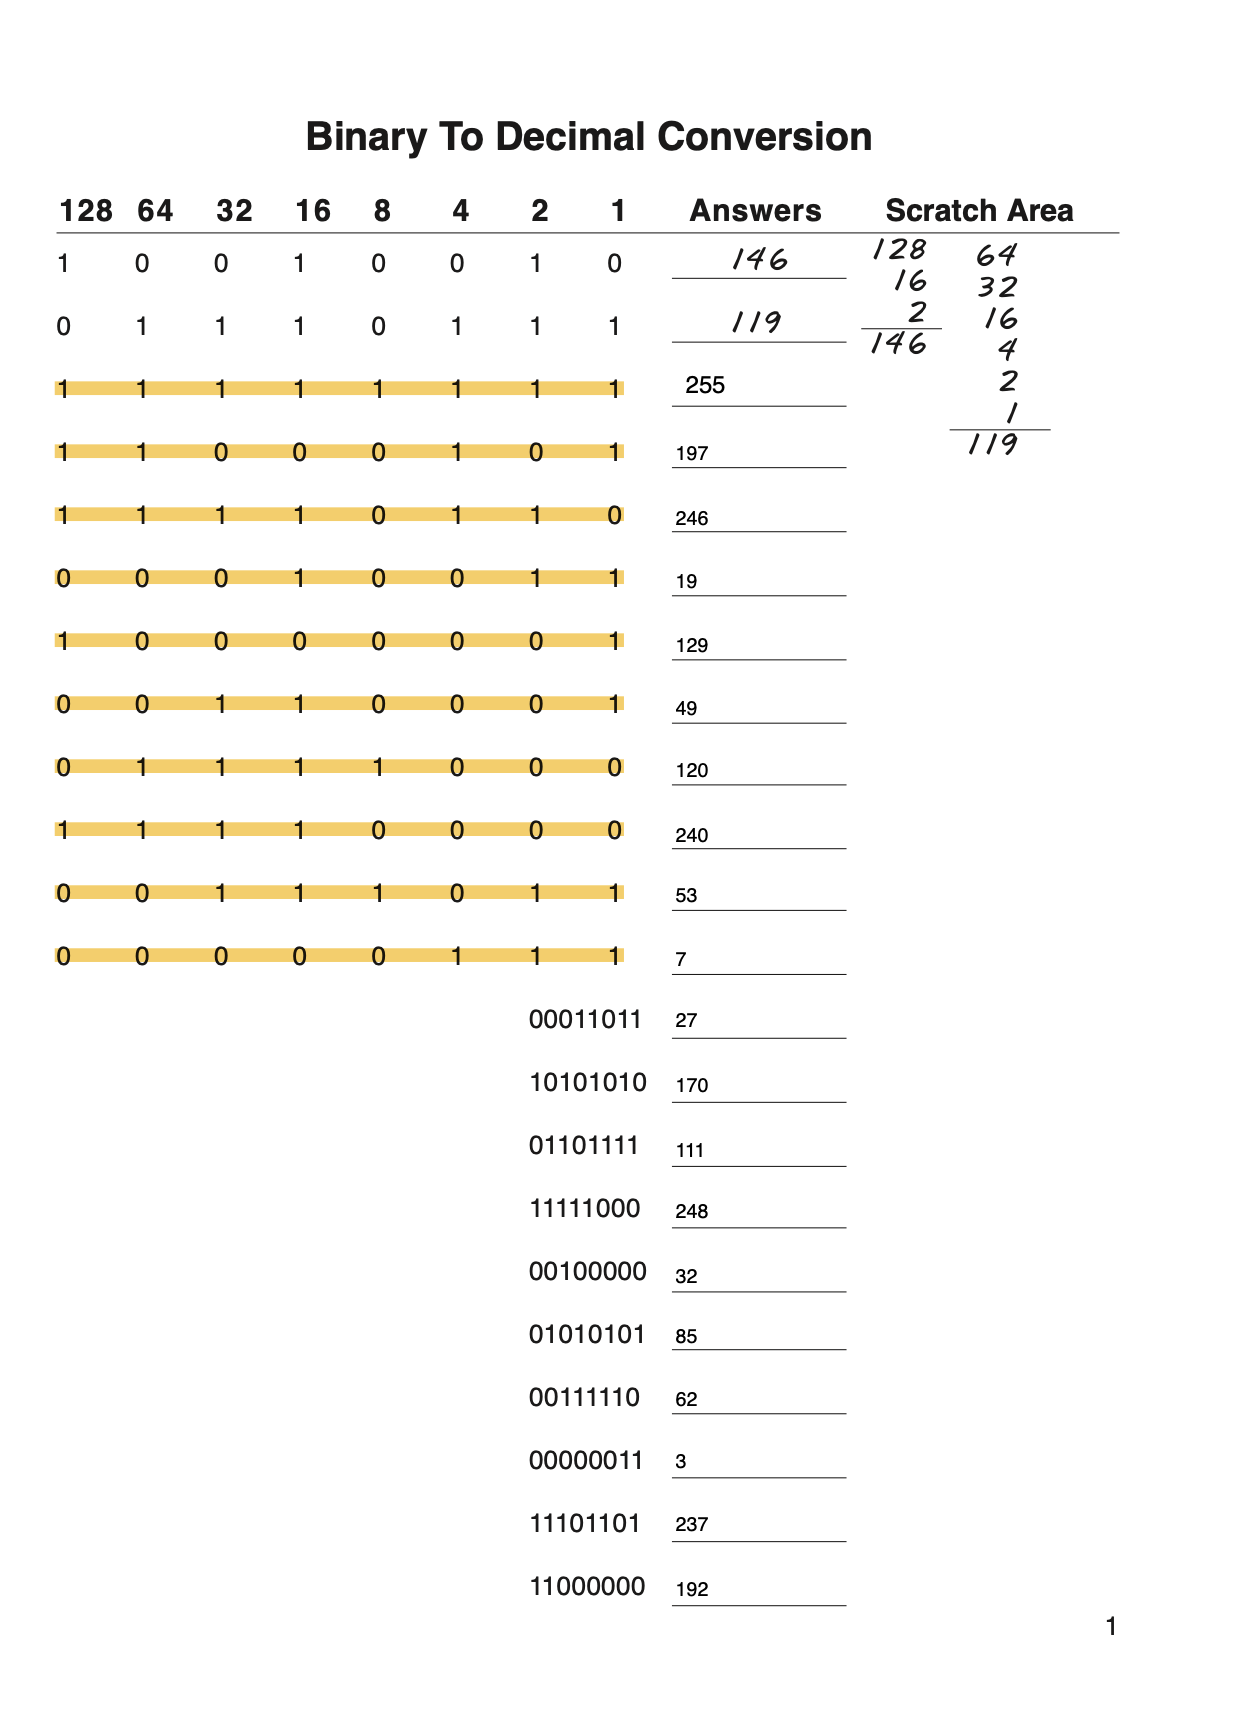 Binary To Decimal Conversion
128 64 32 16 8 4 2 1 Answers Scratch Area
1 0 0 1 0 0 1 0 146 128 64
16 32
0 1 1 1 0 1 1 1 119 2 16
146 4
1 1 1 1 1 1 1 1 255 2
1
1 1 0 0 0 1 0 1 197 119
1 1 1 1 0 1 1 0 246
0 0 0 1 0 0 1 1 19
1 0 0 0 0 0 0 1 129
0 0 1 1 0 0 0 1 49
0 1 1 1 1 0 0 0 120
1 1 1 1 0 0 0 0 240
0 0 1 1 1 0 1 1 53
0 0 0 0 0 1 1 1 7
00011011 27
10101010 170
01101111 111
11111000 248
00100000 32
01010101 85
00111110 62
00000011 3
11101101 237
11000000 192
1